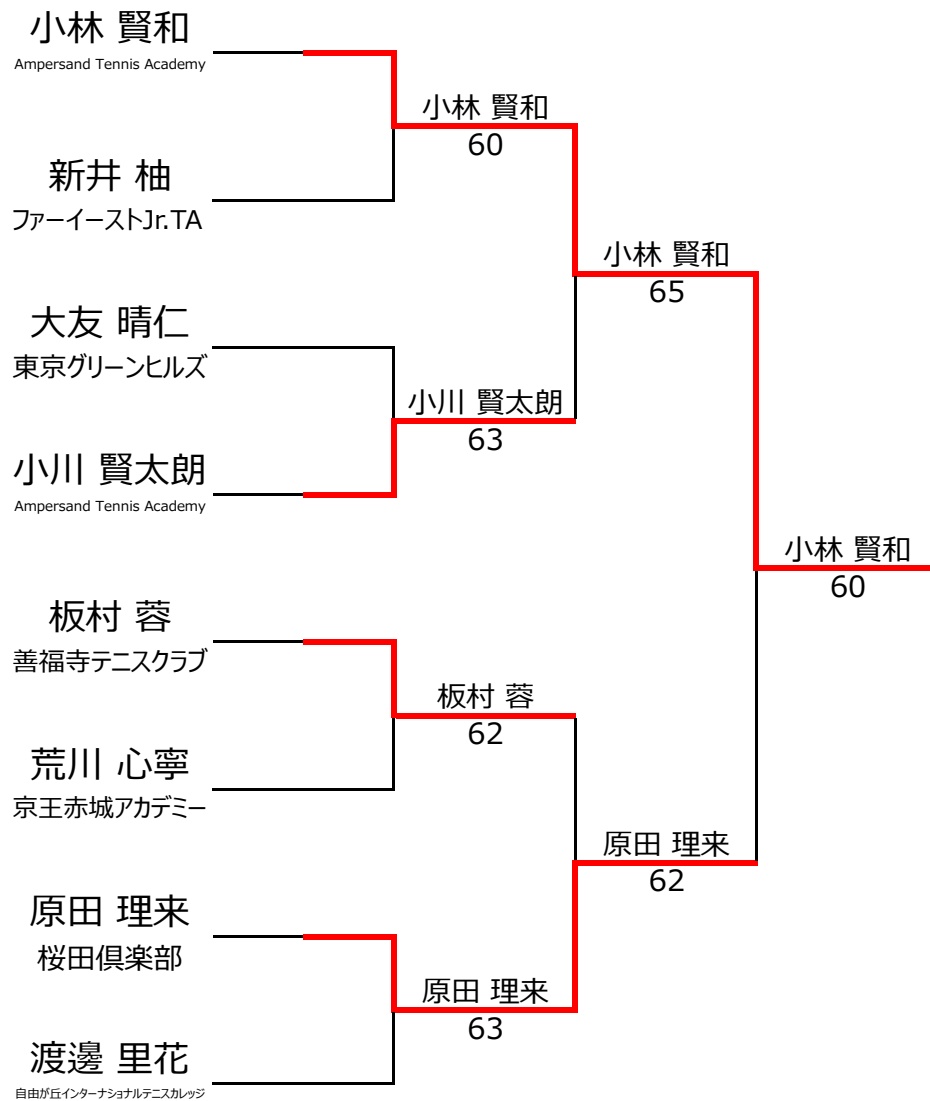 小林 賢和
Ampersand Tennis Academy
新井 柚
ファーイーストJr.TA
大友 晴仁
東京グリーンヒルズ
小川 賢太朗
Ampersand Tennis Academy
板村 蓉
善福寺テニスクラブ
荒川 心寧
京王赤城アカデミー
原田 理来
桜田倶楽部
渡邊 里花
自由が丘インターナショナルテニスカレッジ
小林 賢和
60
小川 賢太朗
63
板村 蓉
62
原田 理来
63
小林 賢和
65
原田 理来
62
小林 賢和
60